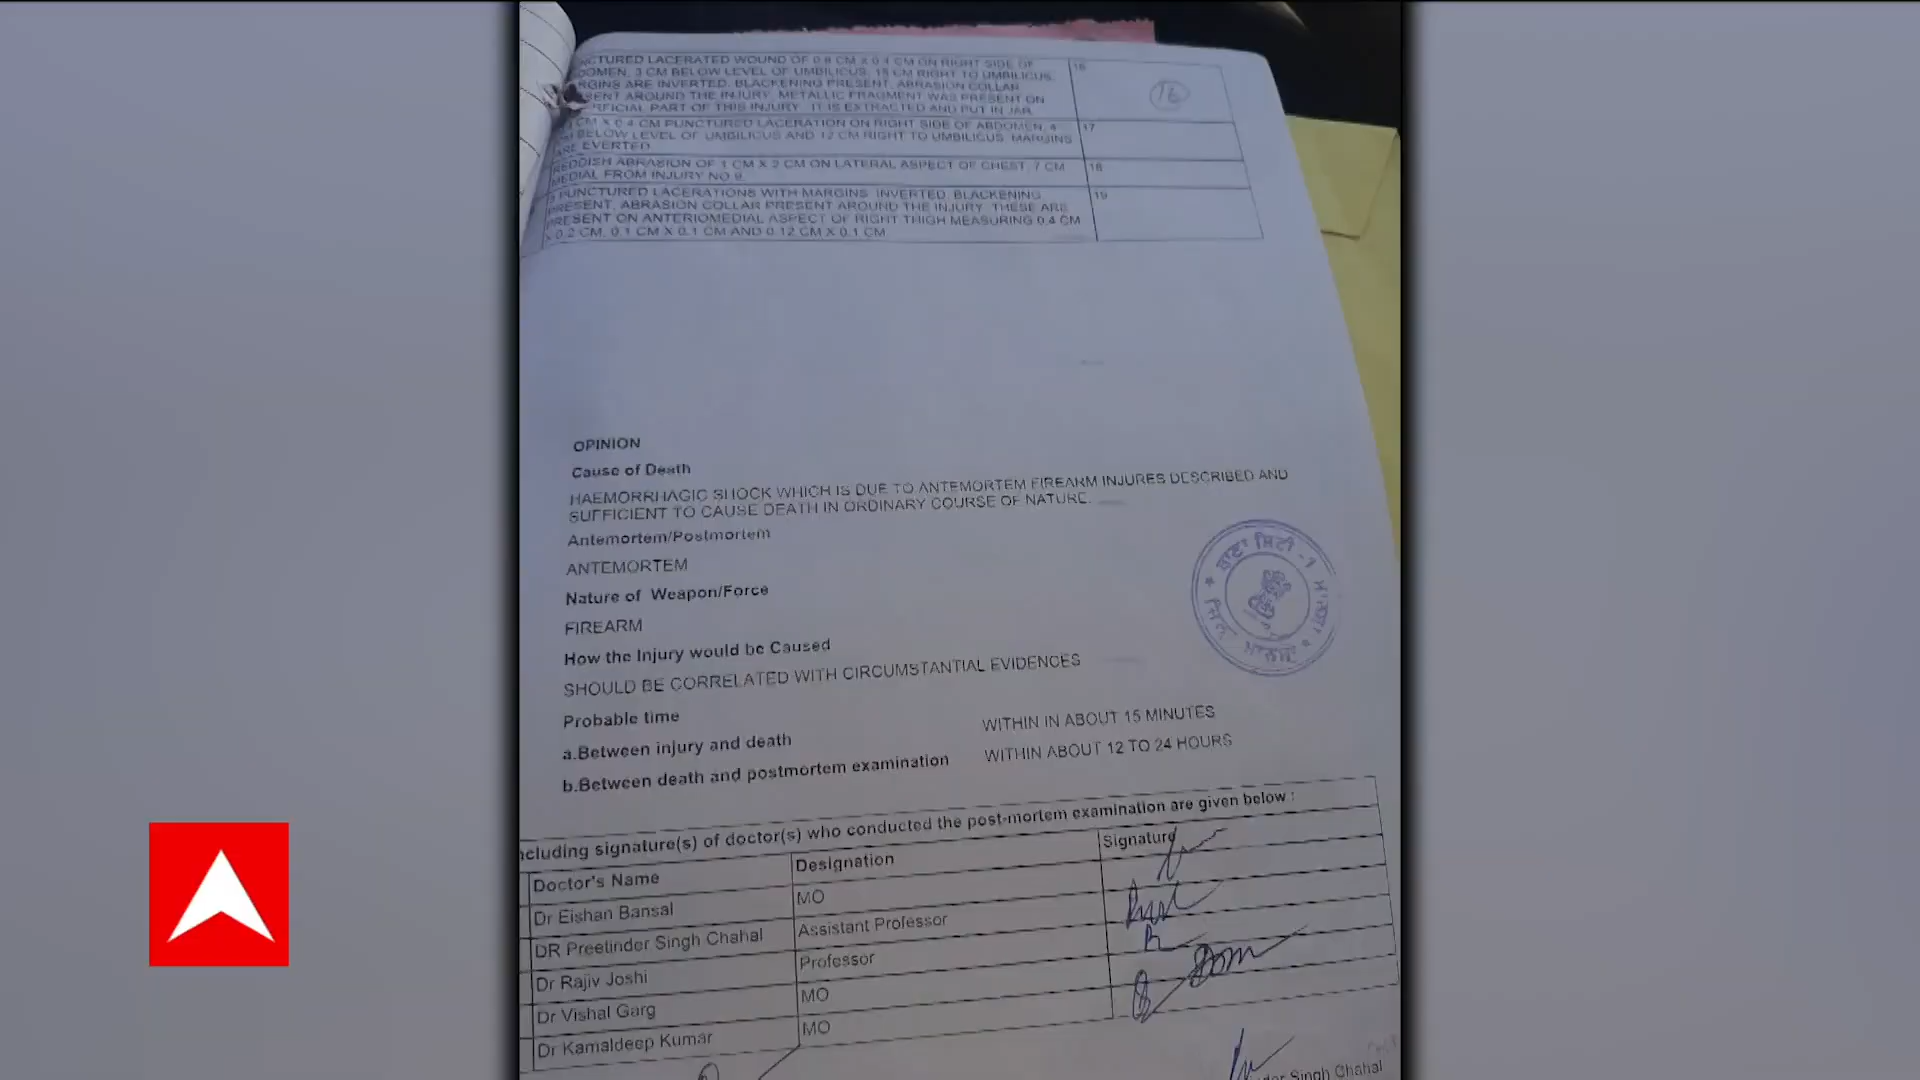 NCTURED LACERATED WOUND OF 0.8 CM X 0.4 CM ON RIGHT SIDE OF 16
DOMEN, 3 CM BELOW LEVEL OF UMBILICUS, 15 CM RIGHT TO UMBILICUS. 16
RGINS ARE INVERTED. BLACKENING PRESENT, ABRASION COLLAR
SENT AROUND THE INJURY. METALLIC FRAGMENT WAS PRESENT ON
RFICIAL PART OF THIS INJURY. IT IS EXTRACTED AND PUT IN JAR
CM X 0.4 CM PUNCTURED LACERATION ON RIGHT SIDE OF ABDOMEN, 4 17
BELOW LEVEL OF UMBILICUS AND 12 CM RIGHT TO UMBILICUS. MARGINS
ARE EVERTED
REDDISH ABRASION OF 1 CM X 2 CM ON LATERAL ASPECT OF CHEST, 7 CM 18
MEDIAL FROM INJURY NO 9.
PUNCTURED LACERATIONS WITH MARGINS INVERTED, BLACKENING 19
PRESENT, ABRASION COLLAR PRESENT AROUND THE INJURY. THESE ARE
PRESENT ON ANTERIOMEDIAL ASPECT OF RIGHT THIGH MEASURING 0.4 CM
X 0.2 CM, 0.1 CM X 0.1 CM AND 0.12 CM X 0.1 CM
OPINION
Cause of Death
HAEMORRHAGIC SHOCK WHICH IS DUE TO ANTEMORTEM FIREARM INJURES DESCRIBED AND
SUFFICIENT TO CAUSE DEATH IN ORDINARY COURSE OF NATURE.
Antemortem/Postmortem
ANTEMORTEM
Nature of Weapon/Force
FIREARM
How the Injury would be Caused
SHOULD BE CORRELATED WITH CIRCUMSTANTIAL EVIDENCES
ਥਾਣਾ ਸਿਟੀ -1 ਮਾਨਸਾ
ਜਿਲਾ ਮਾਨਸਾ
Probable time
a.Between injury and death WITHIN IN ABOUT 15 MINUTES
b.Between death and postmortem examination WITHIN ABOUT 12 TO 24 HOURS
ncluding signature(s) of doctor(s) who conducted the post-mortem examination are given below :
Doctor's Name Designation Signature
Dr Eishan Bansal MO
DR Preetinder Singh Chahal Assistant Professor
Dr Rajiv Joshi Professor
Dr Vishal Garg MO
Dr Kamaldeep Kumar MO
der Singh Chahal